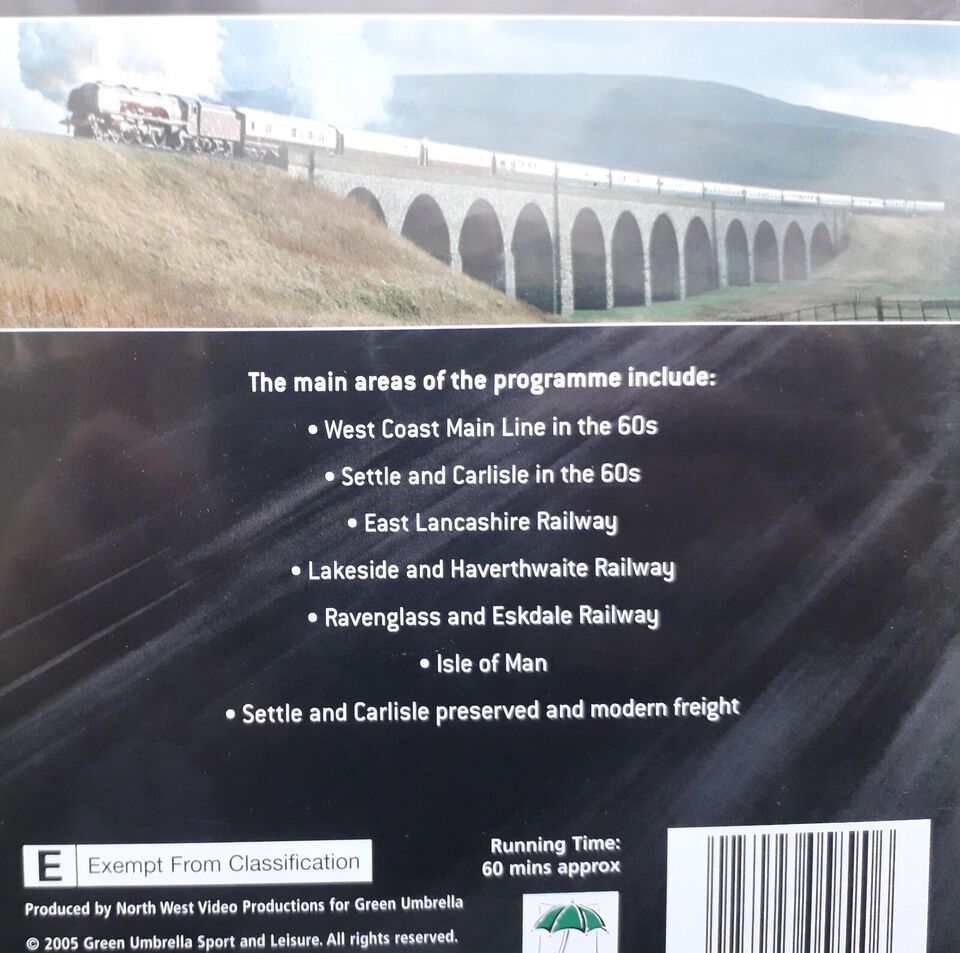 The main areas of the programme include:
• West Coast Main Line in the 60s
• Settle and Carlisle in the 60s
• East Lancashire Railway
• Lakeside and Haverthwaite Railway
• Ravenglass and Eskdale Railway
• Isle of Man
• Settle and Carlisle preserved and modern freight
E Exempt From Classification
Running Time:
60 mins approx
Produced by North West Video Productions for Green Umbrella
© 2005 Green Umbrella Sport and Leisure. All rights reserved.